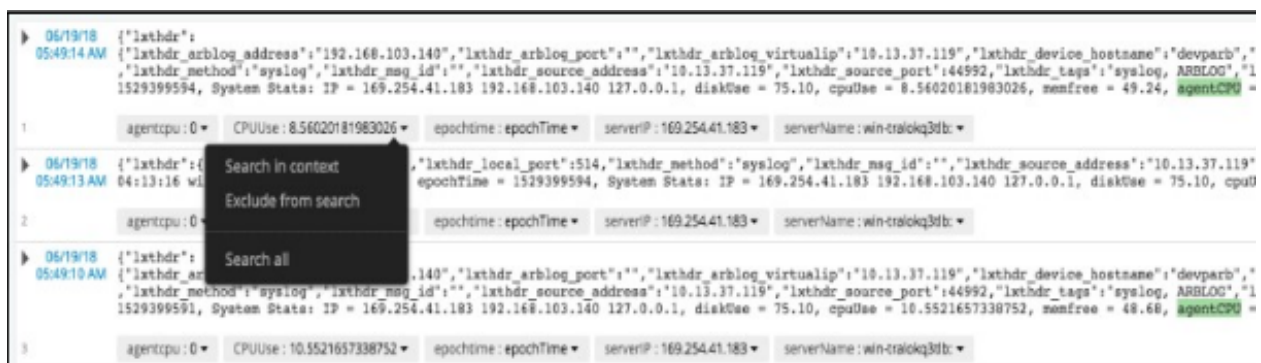 06/19/18 {"lxthdr":
05:49:14 AM {"lxthdr_arblog_address":"192.168.103.140","lxthdr_arblog_port":"","lxthdr_arblog_virtualip":"10.13.37.119","lxthdr_device_hostname":"devparb","
,"lxthdr_method":"syslog","lxthdr_msg_id":"","lxthdr_source_address":"10.13.37.119","lxthdr_source_port":44992,"lxthdr_tags":"syslog, ARBLOG","l
1529399594, System Stats: IP = 169.254.41.183 192.168.103.140 127.0.0.1, diskUse = 75.10, cpuUse = 8.56020181983026, memfree = 49.24, agentCPU =
1 agentcpu : 0 CPUUse : 8.56020181983026 epochtime : epochTime serverIP : 169.254.41.183 serverName : win-tralokq3tlb:
06/19/18 {"lxthdr":{ ,"lxthdr_local_port":514,"lxthdr_method":"syslog","lxthdr_msg_id":"","lxthdr_source_address":"10.13.37.119"
05:49:13 AM 04:13:16 wi epochTime = 1529399594, System Stats: IP = 169.254.41.183 192.168.103.140 127.0.0.1, diskUse = 75.10, cpuU
Search in context
Exclude from search
Search all
2 agentcpu : 0 epochtime : epochTime serverIP : 169.254.41.183 serverName : win-tralokq3tlb:
06/19/18 {"lxthdr":
05:49:10 AM {"lxthdr_ar .140","lxthdr_arblog_port":"","lxthdr_arblog_virtualip":"10.13.37.119","lxthdr_device_hostname":"devparb","
,"lxthdr_method":"syslog","lxthdr_msg_id":"","lxthdr_source_address":"10.13.37.119","lxthdr_source_port":44992,"lxthdr_tags":"syslog, ARBLOG","l
1529399591, System Stats: IP = 169.254.41.183 192.168.103.140 127.0.0.1, diskUse = 75.10, cpuUse = 10.5521657338752, memfree = 48.68, agentCPU =
3 agentcpu : 0 CPUUse : 10.5521657338752 epochtime : epochTime serverIP : 169.254.41.183 serverName : win-tralokq3tlb: